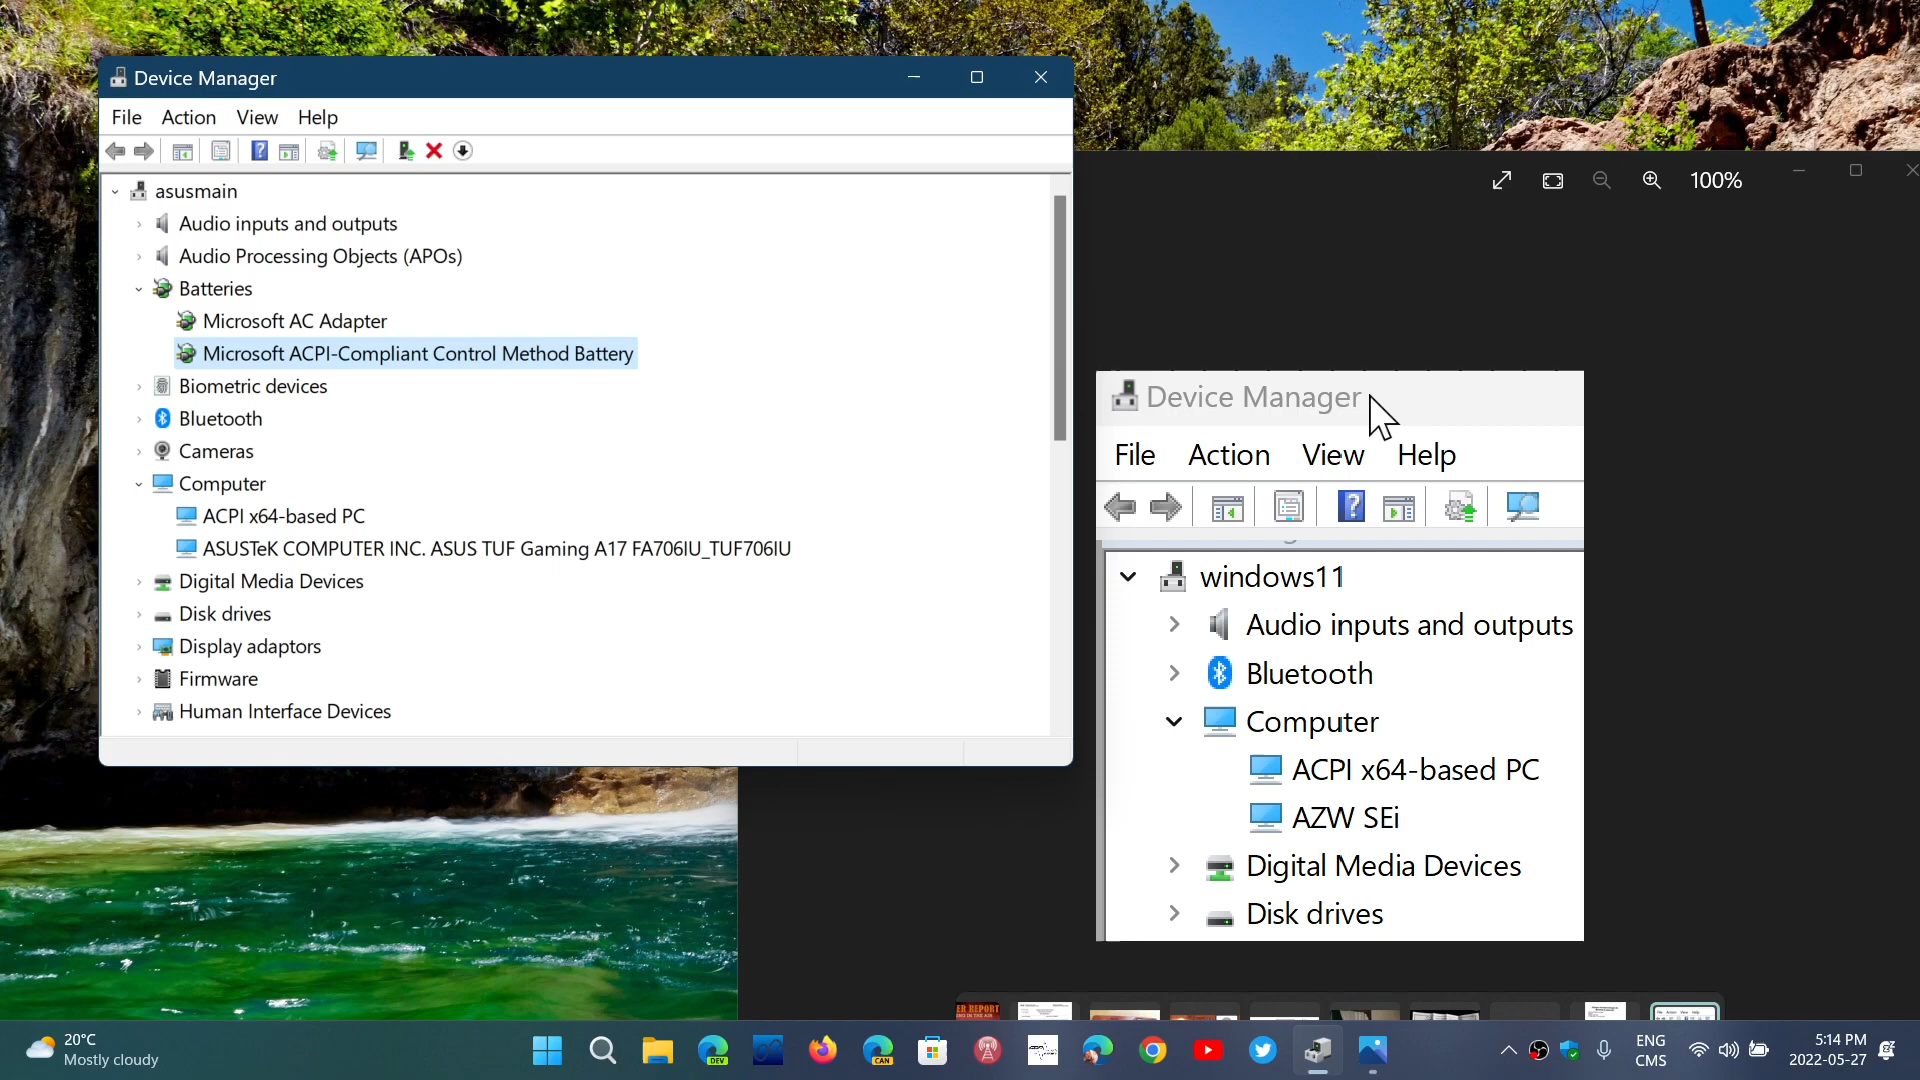 Device Manager
File Action View Help
asusmain
Audio inputs and outputs
Audio Processing Objects (APOs)
Batteries
Microsoft AC Adapter
Microsoft ACPI-Compliant Control Method Battery
Biometric devices
Bluetooth
Cameras
Computer
ACPI x64-based PC
ASUSTeK COMPUTER INC. ASUS TUF Gaming A17 FA706IU_TUF706IU
Digital Media Devices
Disk drives
Display adaptors
Firmware
Human Interface Devices
100%
Device Manager
File Action View Help
windows11
Audio inputs and outputs
Bluetooth
Computer
ACPI x64-based PC
AZW SEi
Digital Media Devices
Disk drives
20°C
Mostly cloudy
DEV
CAN
ENG
CMS
5:14 PM
2022-05-27